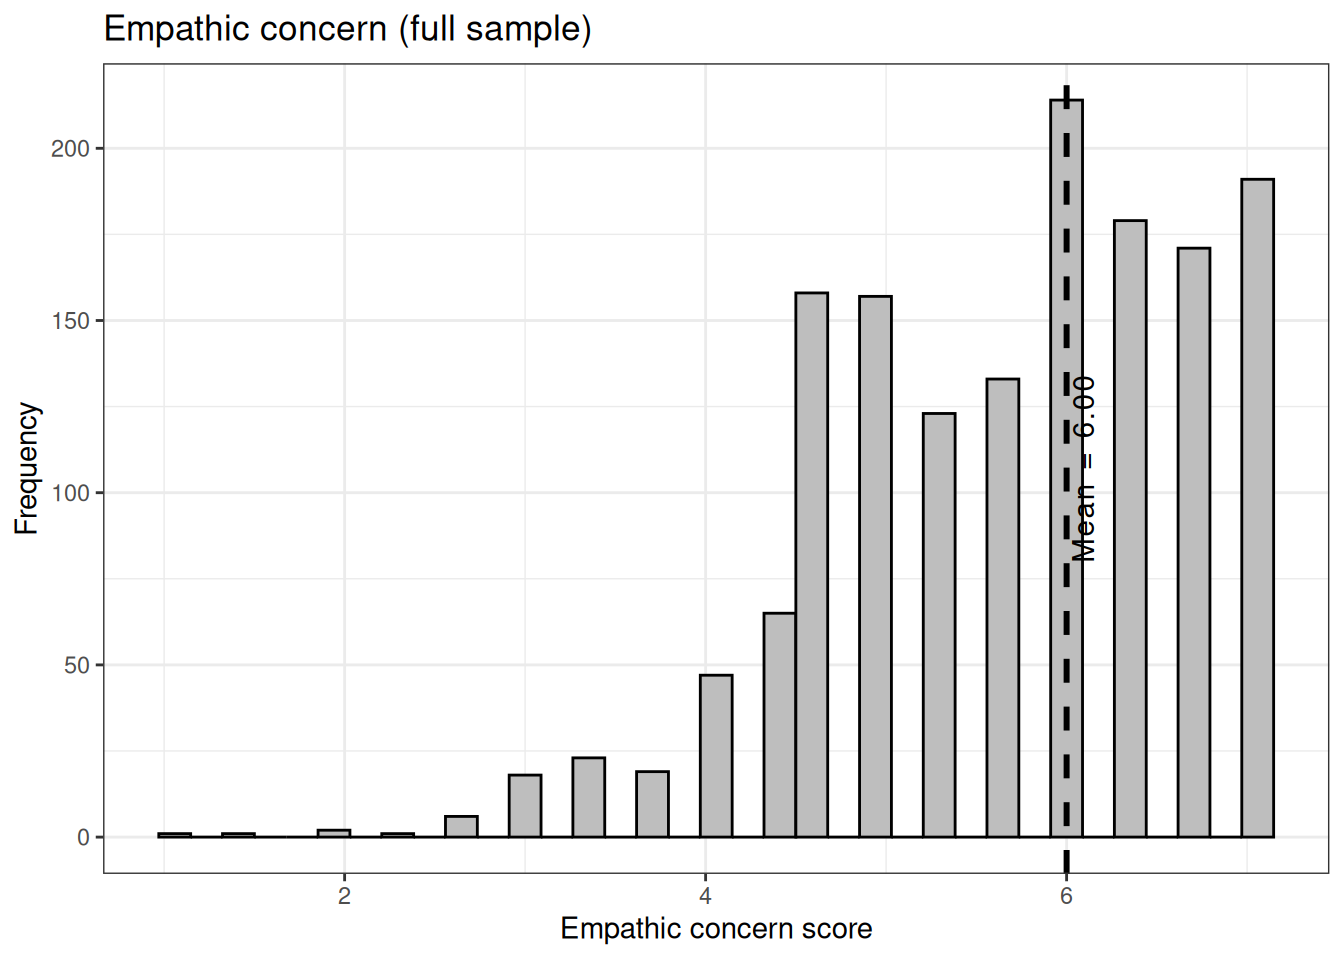 Empathic concern (full sample)
Frequency
200
150
100
50
0
Mean = 6.00
2
4
6
Empathic concern score